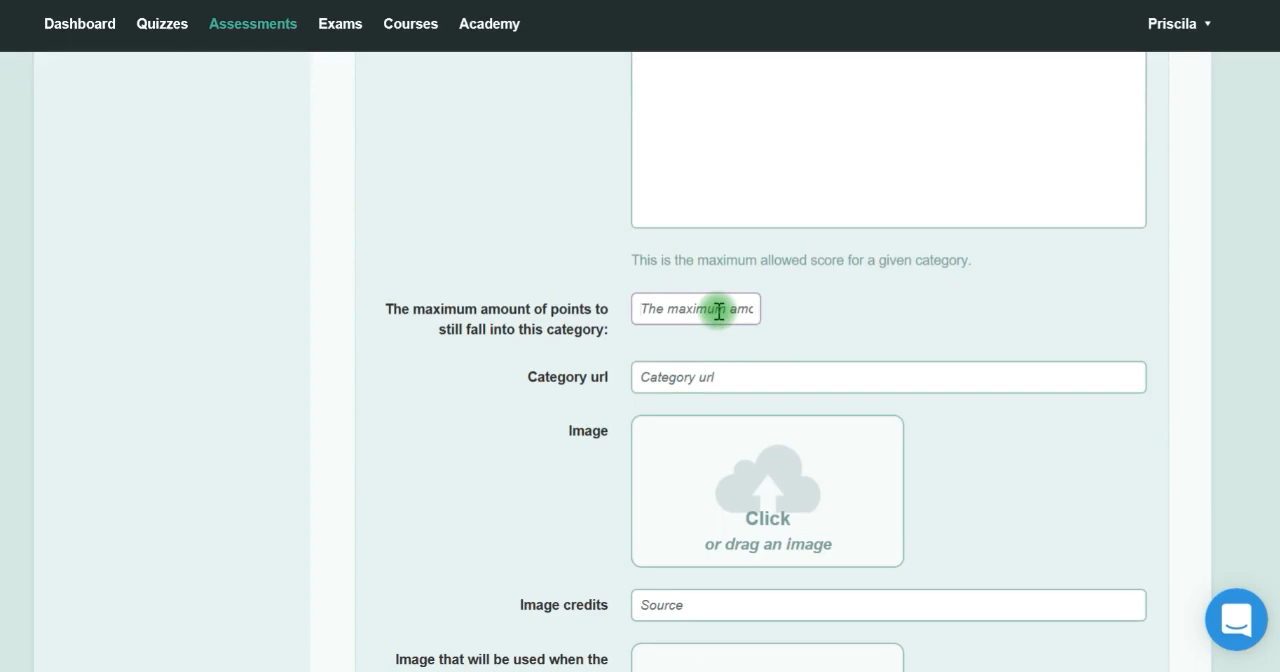 Dashboard Quizzes Assessments Exams Courses Academy Priscila
This is the maximum allowed score for a given category.
The maximum amount of points to
still fall into this category:
The maximum amo
Category url
Category url
Image
Click
or drag an image
Image credits
Source
Image that will be used when the